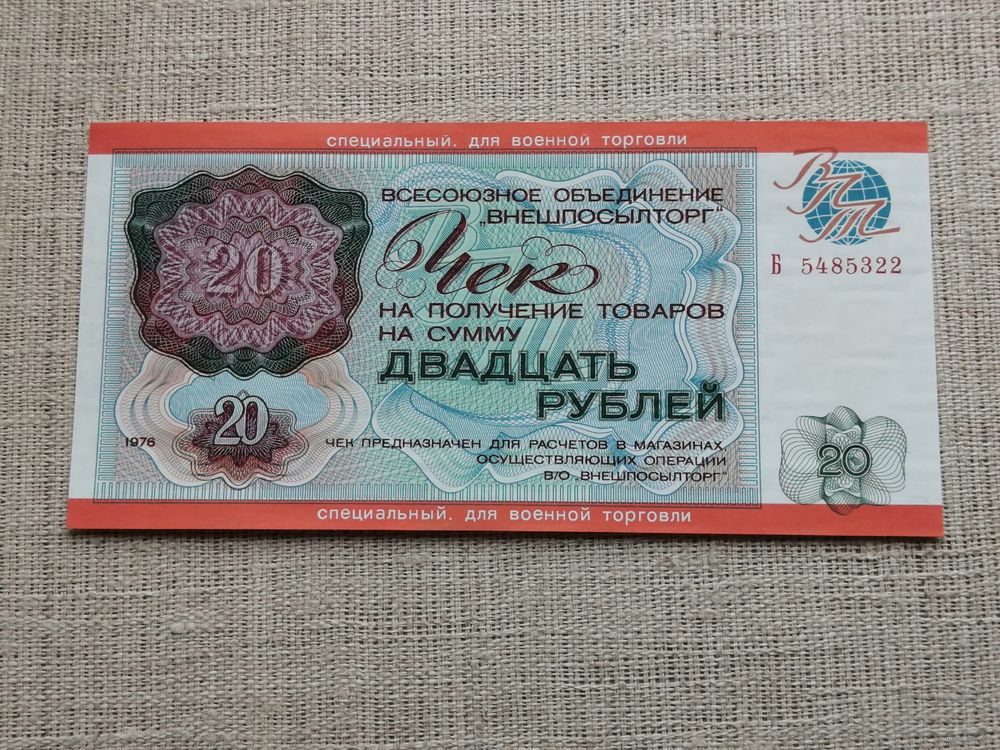 специальный. для военной торговли
ВСЕСОЮЗНОЕ ОБЪЕДИНЕНИЕ
„ВНЕШПОСЫЛТОРГ"
ВПТ
Б 5485322
Чек
НА ПОЛУЧЕНИЕ ТОВАРОВ
НА СУММУ
ДВАДЦАТЬ
РУБЛЕЙ
20
20
1976
ЧЕК ПРЕДНАЗНАЧЕН ДЛЯ РАСЧЕТОВ В МАГАЗИНАХ,
ОСУЩЕСТВЛЯЮЩИХ ОПЕРАЦИИ
В/О „ВНЕШПОСЫЛТОРГ"
20
специальный. для военной торговли